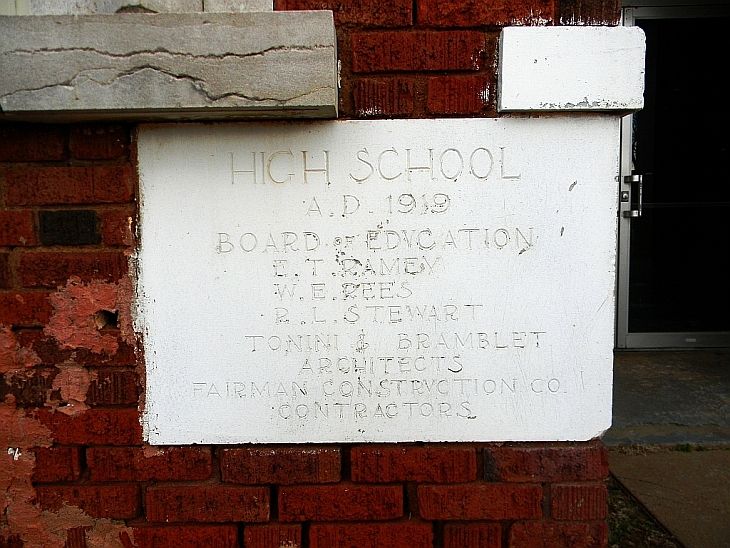 HIGH SCHOOL
A.D. 1919
BOARD OF EDVCATION
E.T. RAMEY
W.E. REES
R.L. STEWART
TONINI & BRAMBLET
ARCHITECTS
FAIRMAN CONSTRVCTION CO.
CONTRACTORS